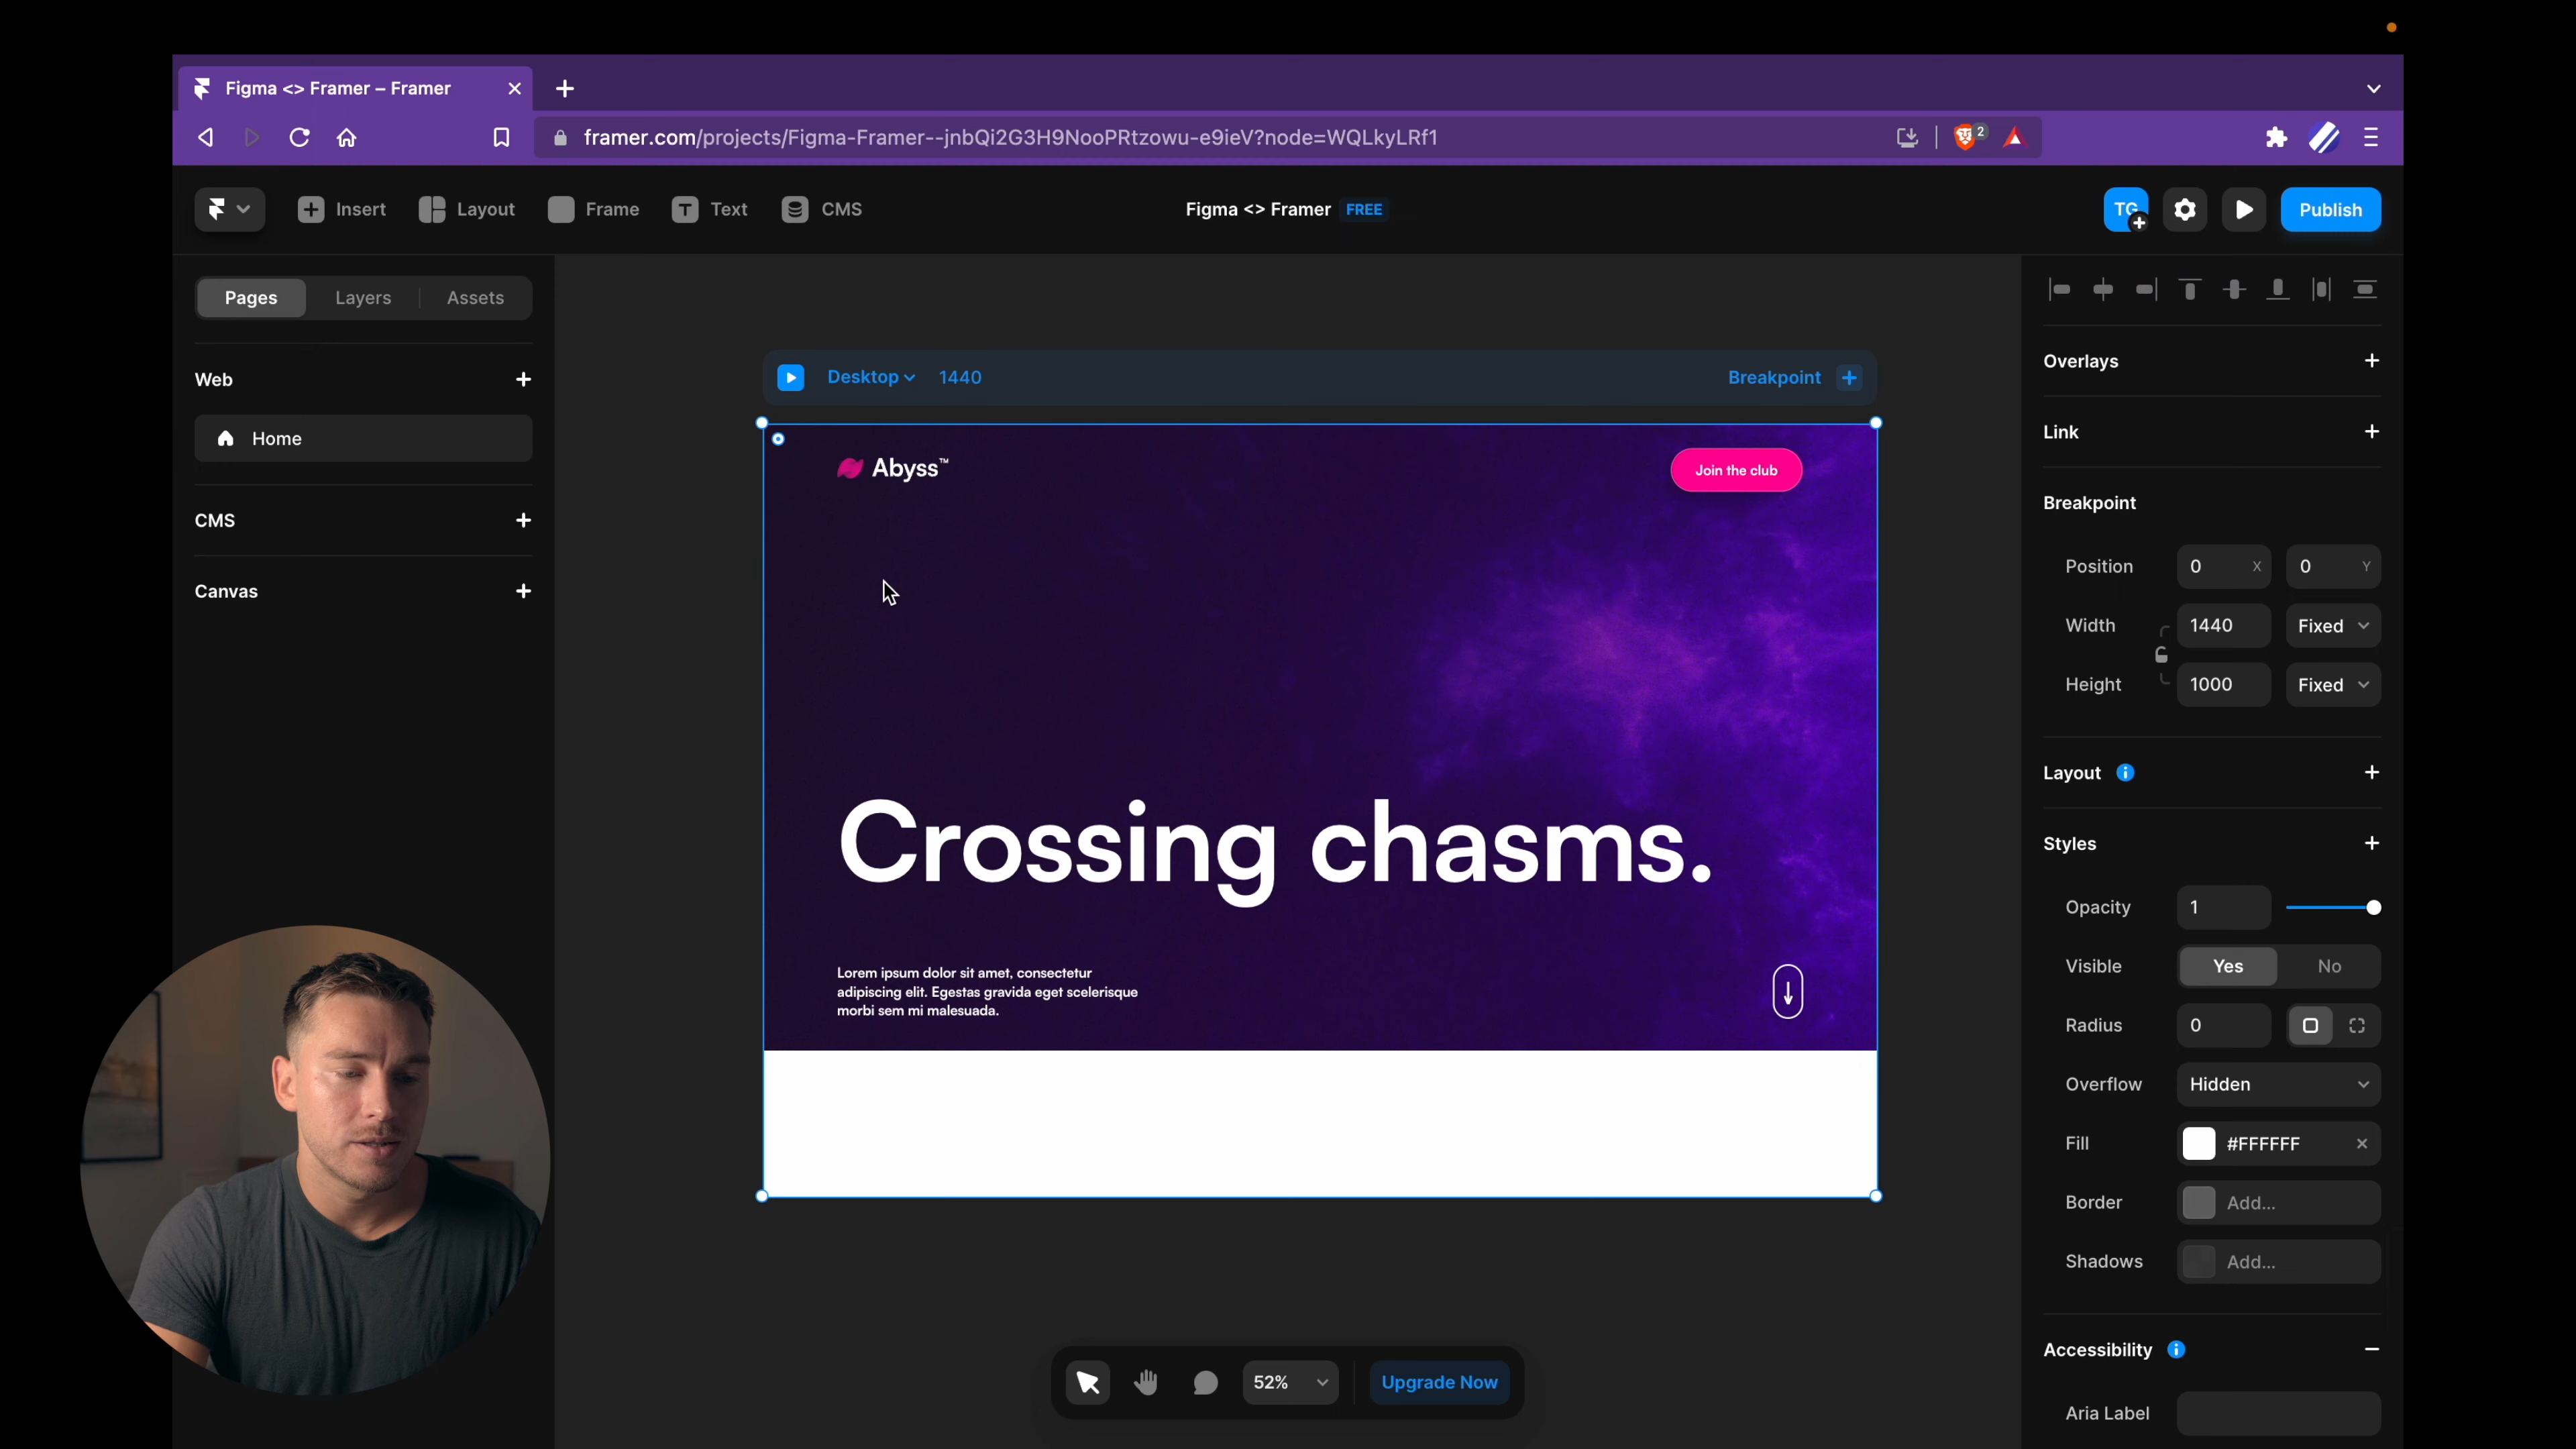 Figma <> Framer – Framer
framer.com/projects/Figma-Framer--jnbQi2G3H9NooPRtzowu-e9ieV?node=WQLkyLRf1
2
Insert
Layout
Frame
Text
CMS
Figma <> Framer FREE
TG
Publish
Pages
Layers
Assets
Web
Home
CMS
Canvas
Desktop
1440
Breakpoint
Abyss™
Join the club
Crossing chasms.
Lorem ipsum dolor sit amet, consectetur
adipiscing elit. Egestas gravida eget scelerisque
morbi sem mi malesuada.
52%
Upgrade Now
Overlays
Link
Breakpoint
Position 0 X 0 Y
Width 1440 Fixed
Height 1000 Fixed
Layout
Styles
Opacity 1
Visible Yes No
Radius 0
Overflow Hidden
Fill #FFFFFF
Border Add...
Shadows Add...
Accessibility
Aria Label